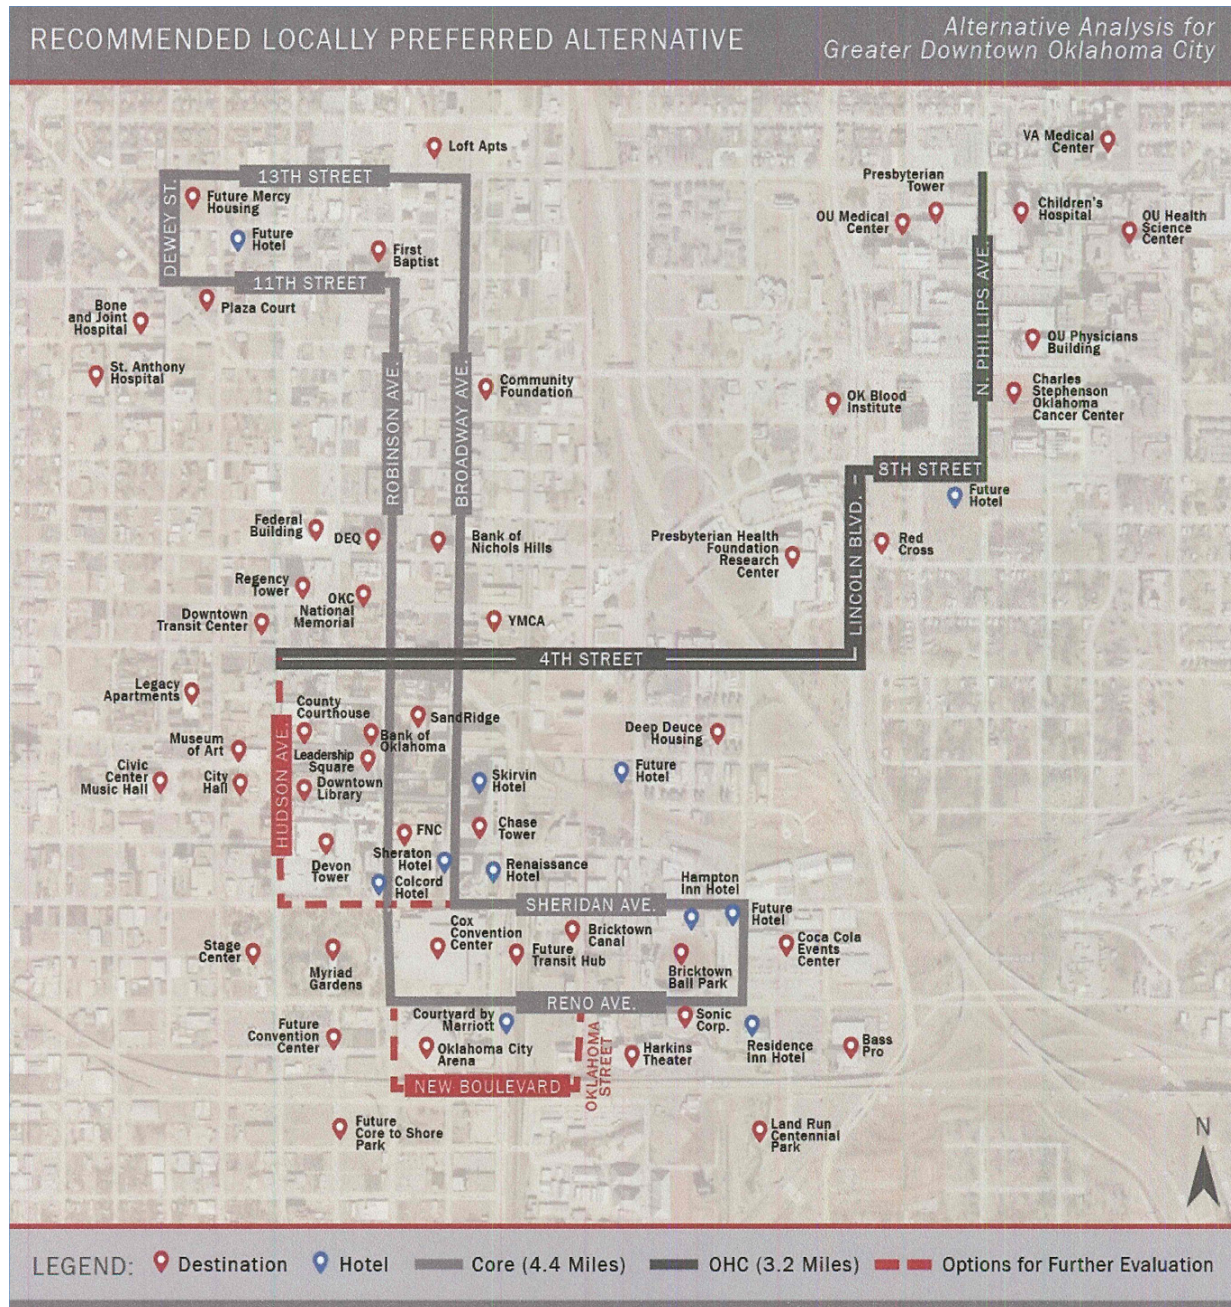 RECOMMENDED LOCALLY PREFERRED ALTERNATIVE
Alternative Analysis for
Greater Downtown Oklahoma City
Loft Apts
VA Medical
Center
13TH STREET
DEWEY ST.
Future Mercy
Housing
Future
Hotel
First
Baptist
11TH STREET
Plaza Court
Bone
and Joint
Hospital
St. Anthony
Hospital
Presbyterian
Tower
OU Medical
Center
Children's
Hospital
OU Health
Science
Center
N. PHILLIPS AVE.
OU Physicians
Building
Charles
Stephenson
Oklahoma
Cancer Center
OK Blood
Institute
ROBINSON AVE.
BROADWAY AVE.
Community
Foundation
8TH STREET
Future
Hotel
LINCOLN BLVD.
Red
Cross
Presbyterian Health
Foundation
Research
Center
Federal
Building
DEQ
Bank of
Nichols Hills
Regency
Tower
OKC
National
Memorial
Downtown
Transit Center
YMCA
4TH STREET
Legacy
Apartments
County
Courthouse
SandRidge
Bank of
Oklahoma
Deep Deuce
Housing
Museum
of Art
Leadership
Square
Civic
Center
Music Hall
City
Hall
HUDSON AVE.
Downtown
Library
Skirvin
Hotel
Future
Hotel
FNC
Chase
Tower
Devon
Tower
Sheraton
Hotel
Colcord
Hotel
Renaissance
Hotel
Hampton
Inn Hotel
SHERIDAN AVE.
Future
Hotel
Stage
Center
Myriad
Gardens
Cox
Convention
Center
Future
Transit Hub
Bricktown
Canal
Bricktown
Ball Park
Coca Cola
Events
Center
RENO AVE.
Future
Convention
Center
Courtyard by
Marriott
Oklahoma City
Arena
OKLAHOMA
STREET
Harkins
Theater
Sonic
Corp.
Residence
Inn Hotel
Bass
Pro
NEW BOULEVARD
Future
Core to Shore
Park
Land Run
Centennial
Park
N
LEGEND: Destination Hotel Core (4.4 Miles) OHC (3.2 Miles) Options for Further Evaluation